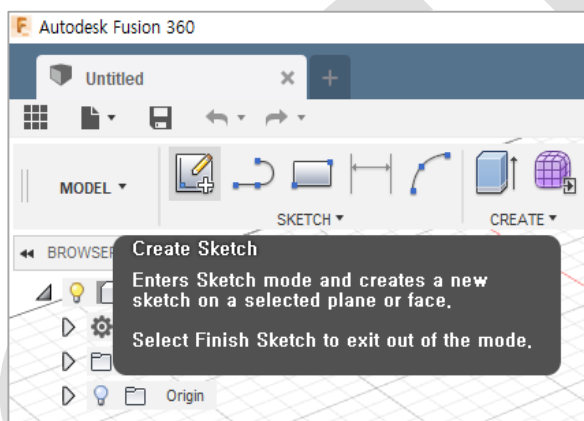 Autodesk Fusion 360
Untitled
MODEL
SKETCH
CREATE
BROWSER
Create Sketch
Enters Sketch mode and creates a new
sketch on a selected plane or face.
Select Finish Sketch to exit out of the mode.
Origin